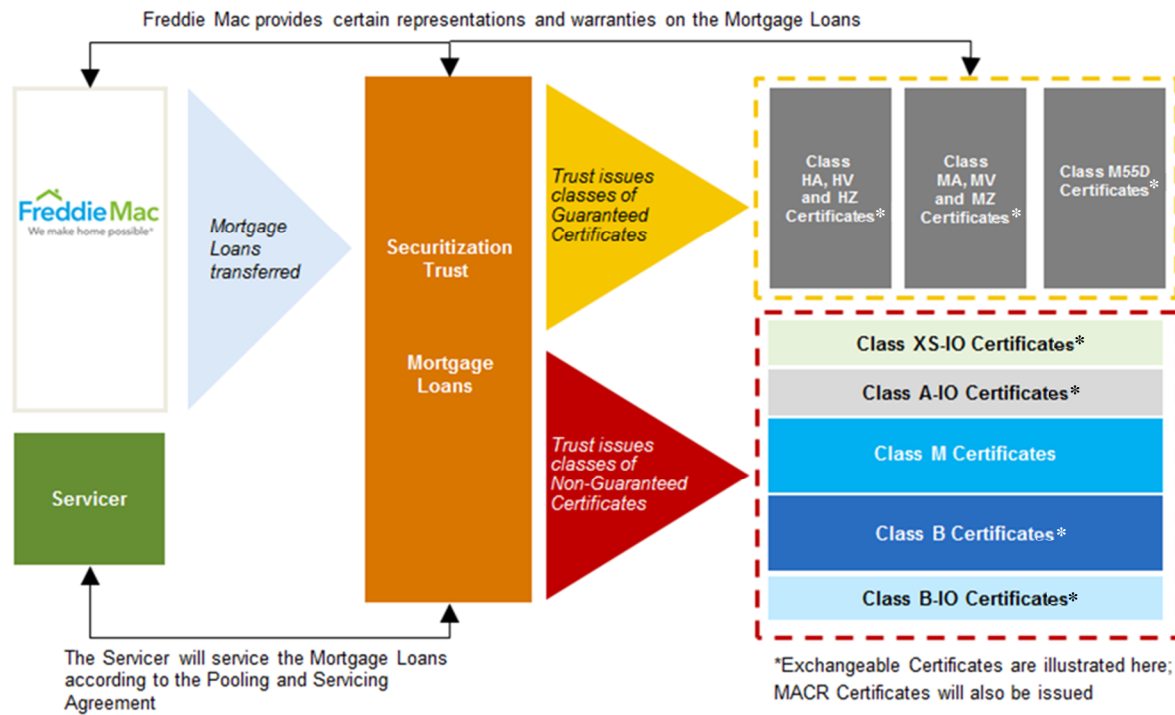 Freddie Mac provides certain representations and warranties on the Mortgage Loans
FreddieMac
We make home possible®
Mortgage
Loans
transferred
Securitization
Trust
Mortgage
Loans
Trust issues
classes of
Guaranteed
Certificates
Class
HA, HV
and HZ
Certificates*
Class
MA, MV
and MZ
Certificates*
Class M55D
Certificates*
Servicer
Trust issues
classes of
Non-Guaranteed
Certificates
Class XS-IO Certificates*
Class A-IO Certificates*
Class M Certificates
Class B Certificates*
Class B-IO Certificates*
The Servicer will service the Mortgage Loans
according to the Pooling and Servicing
Agreement
*Exchangeable Certificates are illustrated here;
MACR Certificates will also be issued